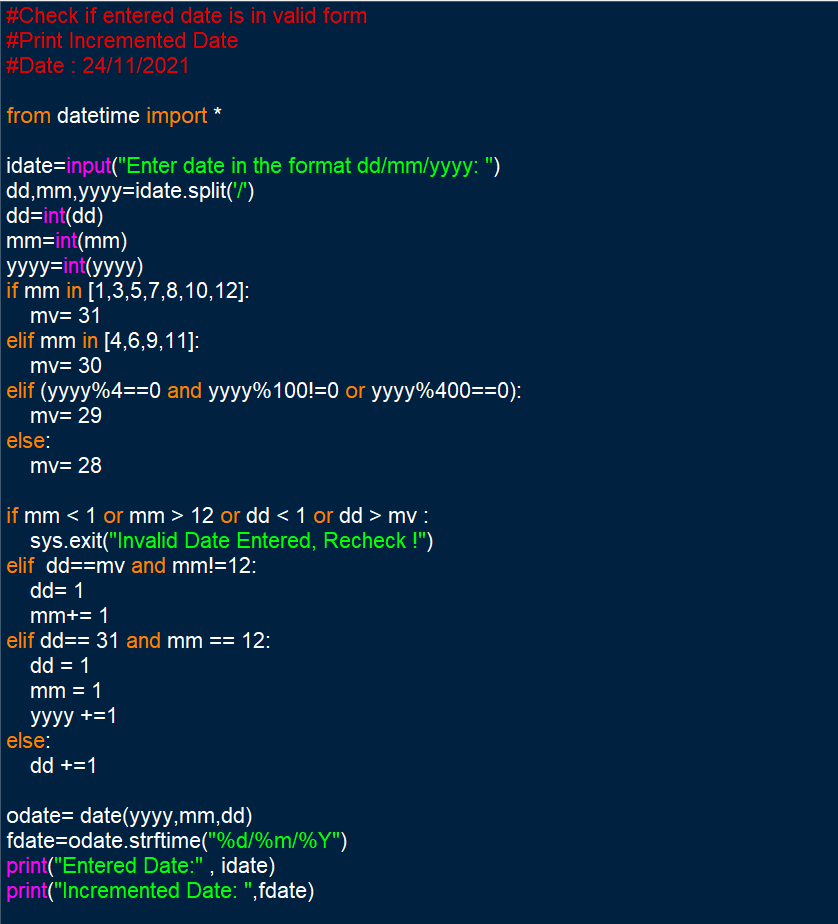 #Check if entered date is in valid form
#Print Incremented Date
#Date : 24/11/2021

from datetime import *

idate=input("Enter date in the format dd/mm/yyyy: ")
dd,mm,yyyy=idate.split('/')
dd=int(dd)
mm=int(mm)
yyyy=int(yyyy)
if mm in [1,3,5,7,8,10,12]:
    mv= 31
elif mm in [4,6,9,11]:
    mv= 30
elif (yyyy%4==0 and yyyy%100!=0 or yyyy%400==0):
    mv= 29
else:
    mv= 28

if mm < 1 or mm > 12 or dd < 1 or dd > mv :
    sys.exit("Invalid Date Entered, Recheck !")
elif  dd==mv and mm!=12:
    dd= 1
    mm+= 1
elif dd== 31 and mm == 12:
    dd = 1
    mm = 1
    yyyy +=1
else:
    dd +=1

odate= date(yyyy,mm,dd)
fdate=odate.strftime("%d/%m/%Y")
print("Entered Date:" , idate)
print("Incremented Date: ",fdate)